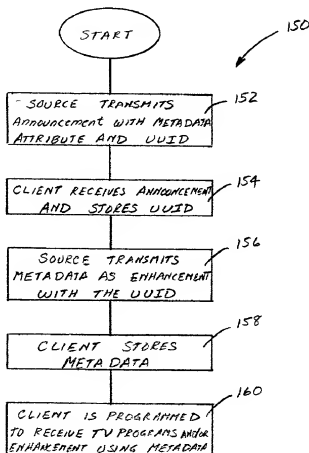 START
150
SOURCE TRANSMITS
Announcement WITH METADATA
ATTRIBUTE AND UUID
152
CLIENT RECEIVES ANNOUNCEMENT
AND STORES UUID
154
SOURCE TRANSMITS
METADATA AS ENHANCEMENT
WITH THE UUID
156
CLIENT STORES
METADATA
158
CLIENT IS PROGRAMMED
TO RECEIVE TV PROGRAMS AND/OR
ENHANCEMENT USING METADATA
160